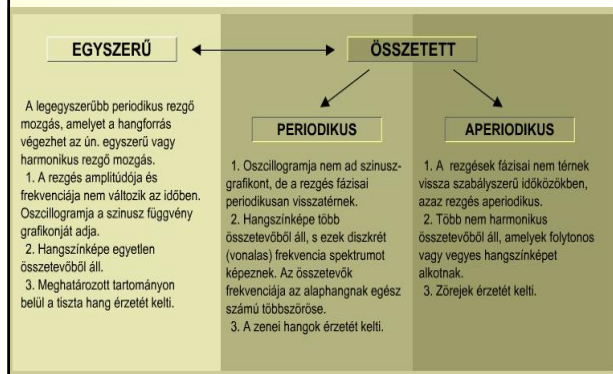 EGYSZERŰ
ÖSSZETETT
A legegyszerűbb periodikus rezgő
mozgás, amelyet a hangforrás
végezhet az ún. egyszerű vagy
harmonikus rezgő mozgás.
1. A rezgés amplitúdója és
frekvenciája nem változik az időben.
Oszcillogramja a szinusz függvény
grafikonját adja.
2. Hangszínképe egyetlen
összetevőből áll.
3. Meghatározott tartományon
belül a tiszta hang érzetét kelti.
PERIODIKUS
1. Oszcillogramja nem ad szinusz-
grafikont, de a rezgés fázisai
periodikusan visszatérnek.
2. Hangszínképe több
összetevőből áll, s ezek diszkrét
(vonalas) frekvencia spektrumot
képeznek. Az összetevők
frekvenciája az alaphangnak egész
számú többszöröse.
3. A zenei hangok érzetét kelti.
APERIODIKUS
1. A rezgések fázisai nem térnek
vissza szabályszerű időközökben,
azaz rezgés aperiodikus.
2. Több nem harmonikus
összetevőből áll, amelyek folytonos
vagy vegyes hangszínképet
alkotnak.
3. Zörejek érzetét kelti.